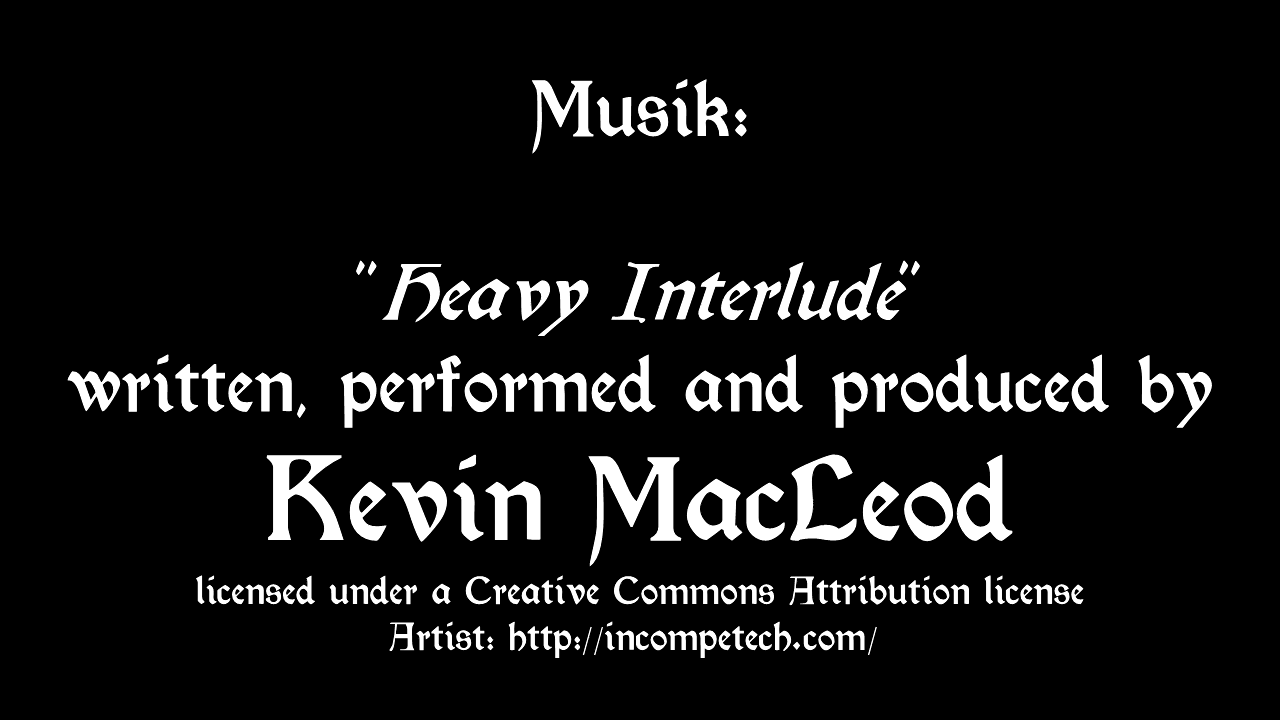 Musik:
"Heavy Interlude"
written, performed and produced by
Kevin MacLeod
licensed under a Creative Commons Attribution license
Artist: http://incompetech.com/